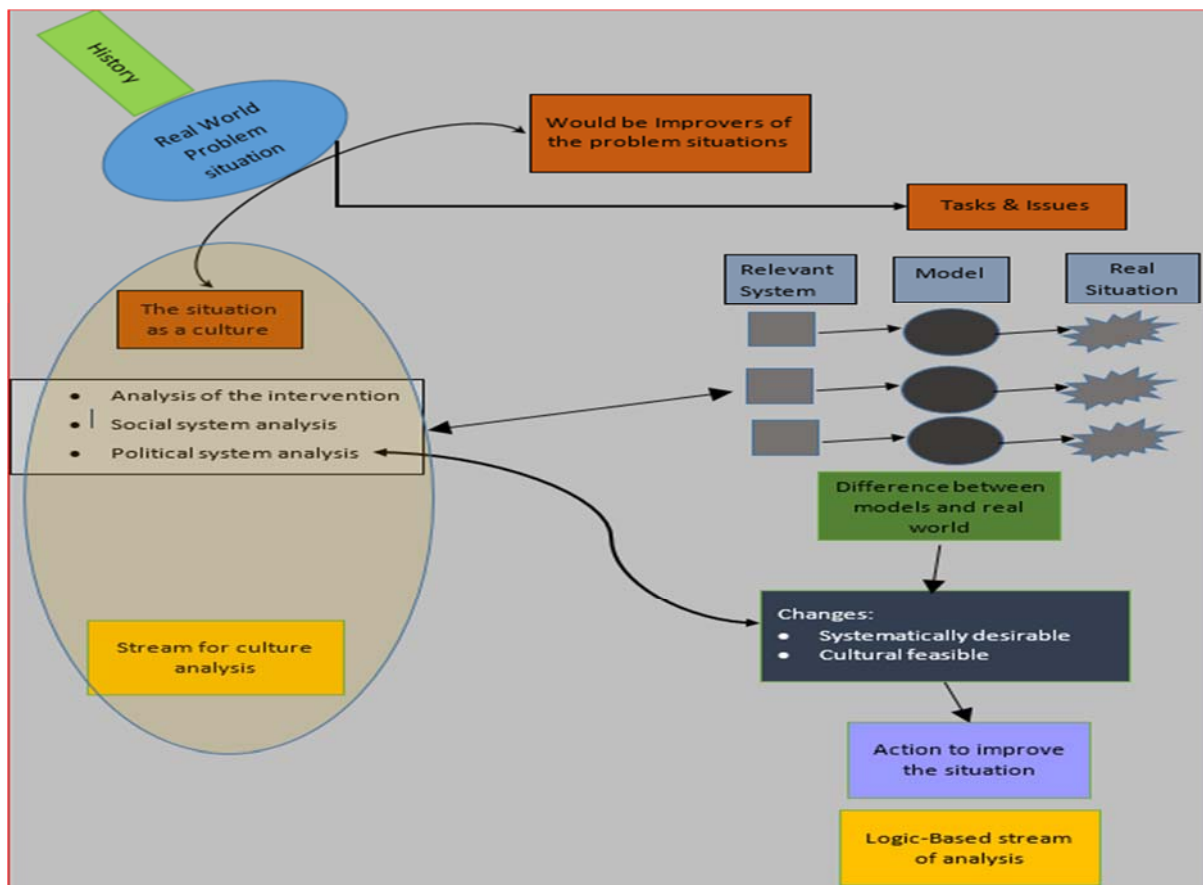 History
Real World
Problem
situation
Would be Improvers of
the problem situations
Tasks & Issues
The situation
as a culture
Relevant
System
Model
Real
Situation
● Analysis of the intervention
● Social system analysis
● Political system analysis
Difference between
models and real
world
Changes:
● Systematically desirable
● Cultural feasible
Stream for culture
analysis
Action to improve
the situation
Logic-Based stream
of analysis